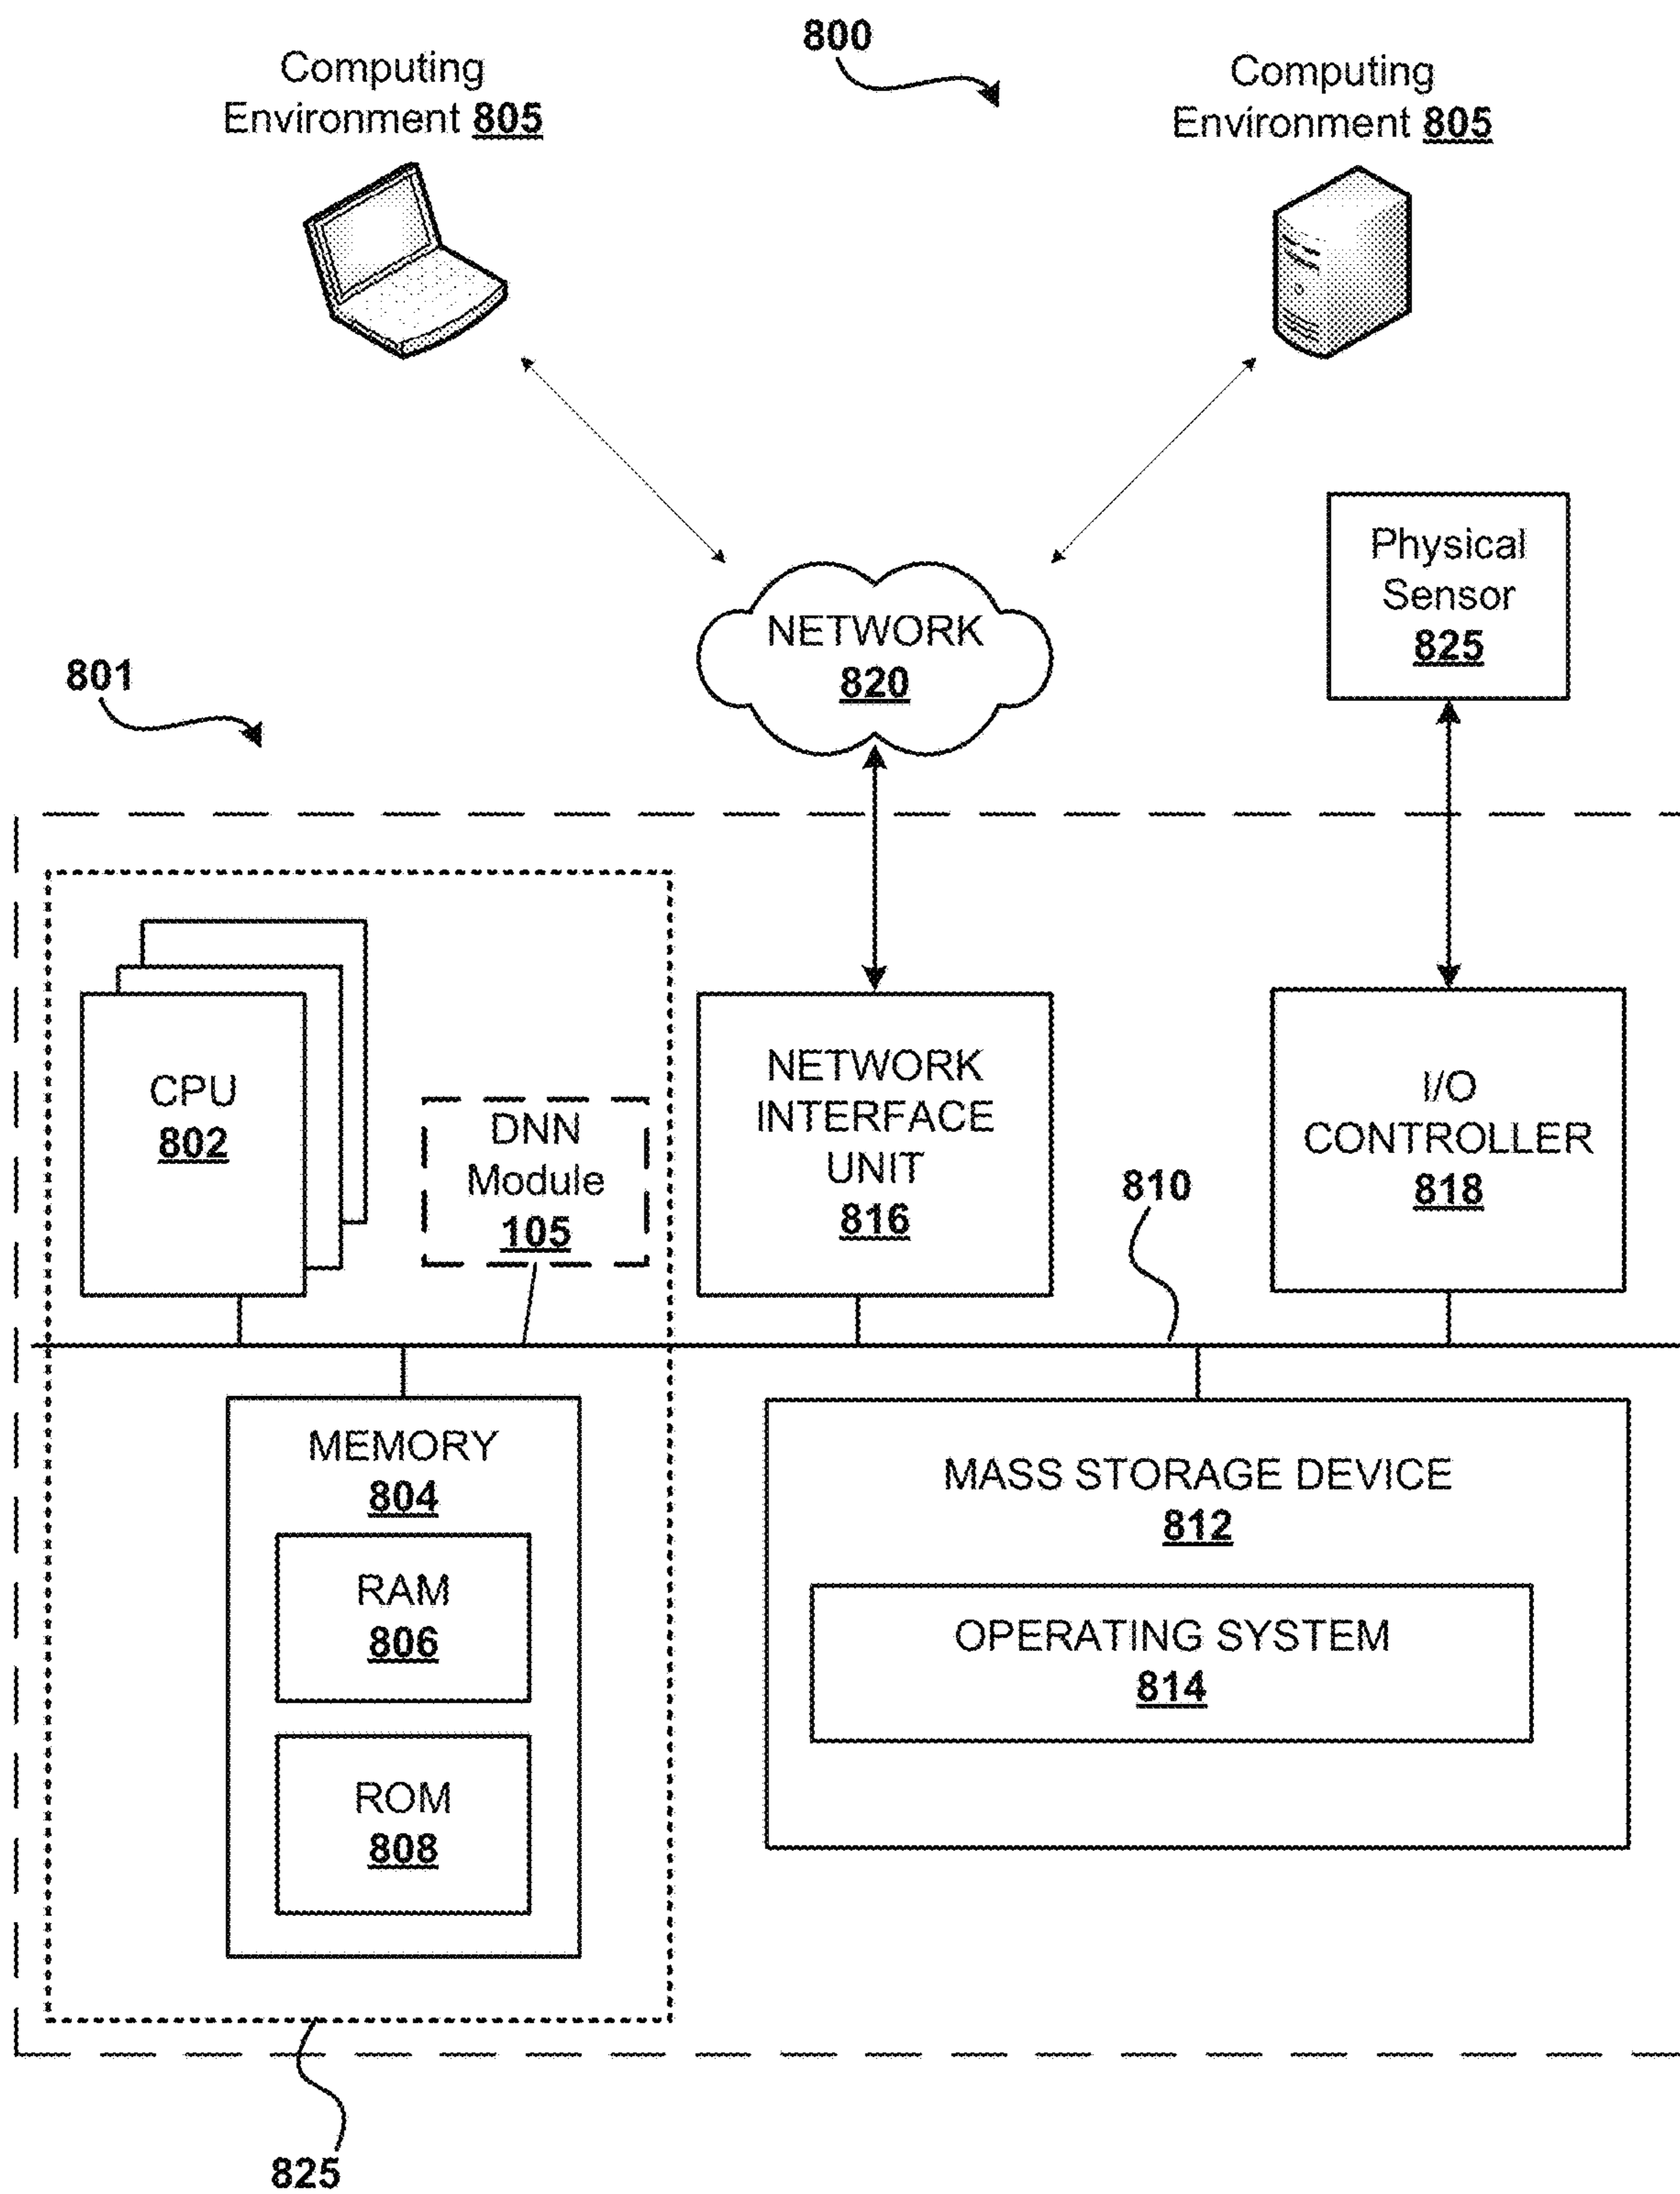 800
Computing
Environment 805
Computing
Environment 805
Physical
Sensor
825
NETWORK
820
801
CPU
802
DNN
Module
105
NETWORK
INTERFACE
UNIT
816
810
I/O
CONTROLLER
818
MEMORY
804
RAM
806
ROM
808
MASS STORAGE DEVICE
812
OPERATING SYSTEM
814
825